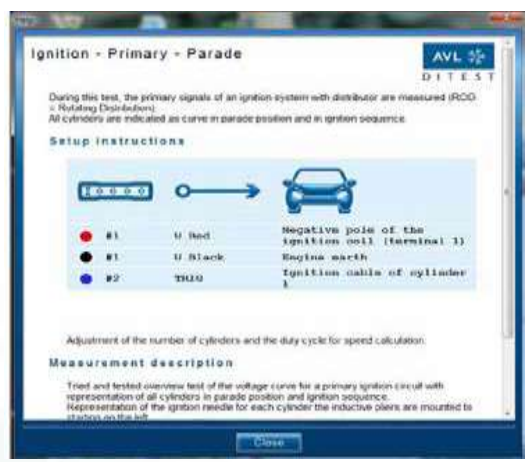 Help
Ignition - Primary - Parade
AVL
DITEST
During this test, the primary signals of an ignition system with distributor are measured (ROD
= Rotating Distribution).
All cylinders are indicated as curve in parade position and in ignition sequence.
Setup instructions
#1 U Red Negative pole of the
ignition coil (terminal 1)
#1 U Black Engine earth
#2 TRIG Ignition cable of cylinder
1
Adjustment of the number of cylinders and the duty cycle for speed calculation.
Measurement description
Tried and tested overview test of the voltage curve for a primary ignition circuit with
representation of all cylinders in parade position and ignition sequence.
Representation of the ignition needle for each cylinder the inductive pliers are mounted to
starting on the left.
Close